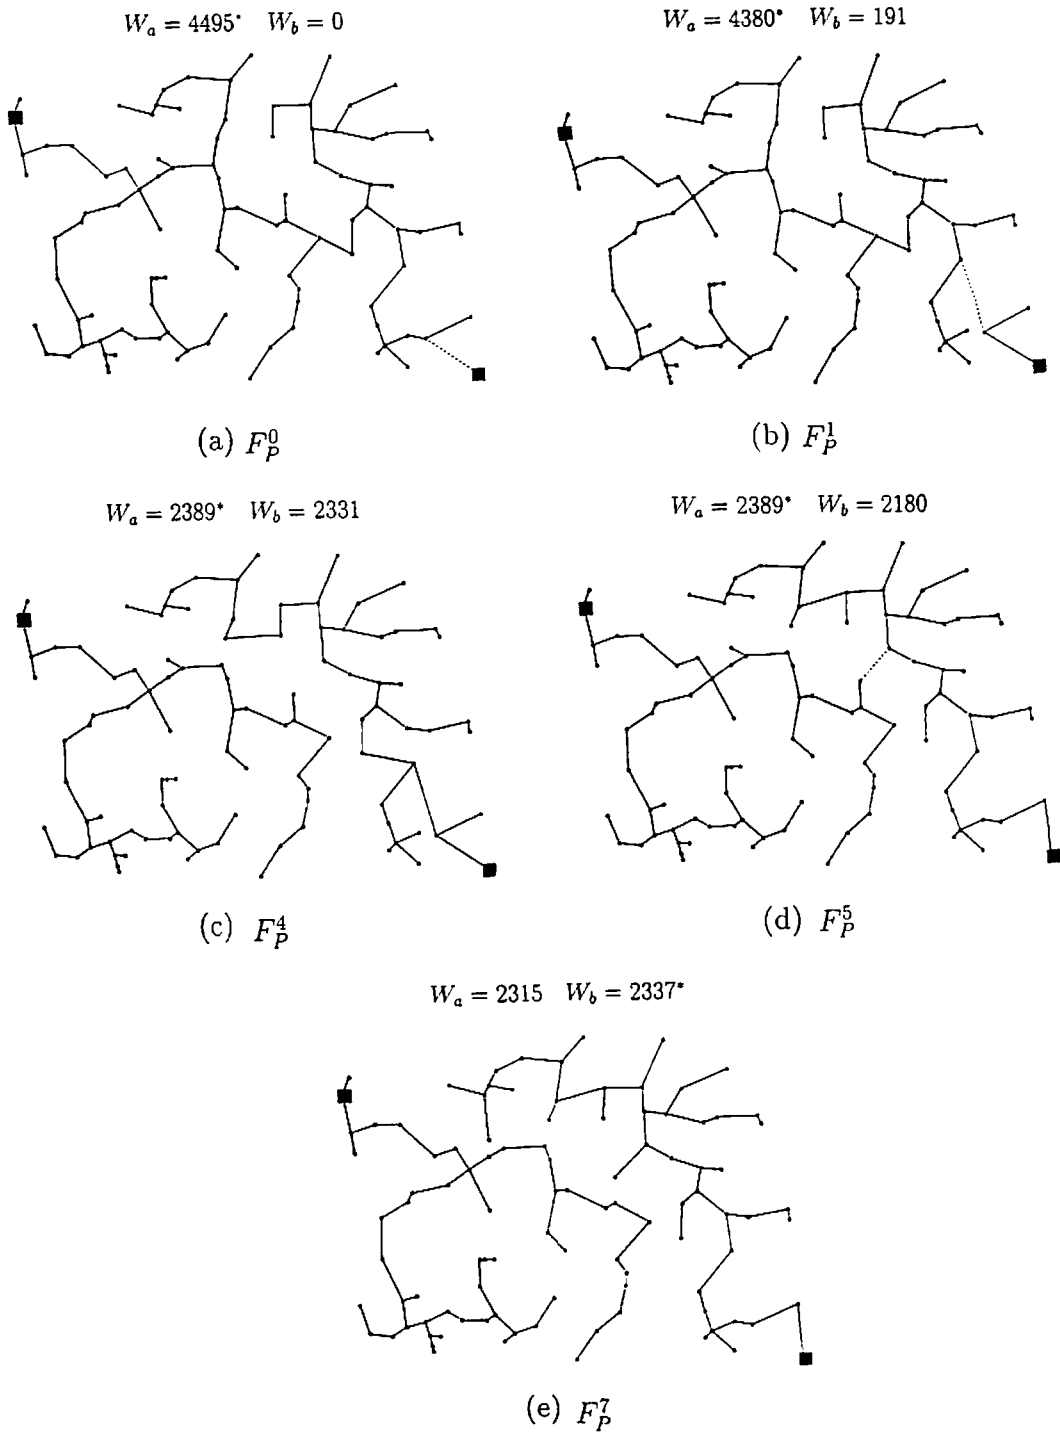 W_a = 4495* W_b = 0
W_a = 4380* W_b = 191
(a) F_P^0
(b) F_P^1
W_a = 2389* W_b = 2331
W_a = 2389* W_b = 2180
(c) F_P^4
(d) F_P^5
W_a = 2315 W_b = 2337*
(e) F_P^7